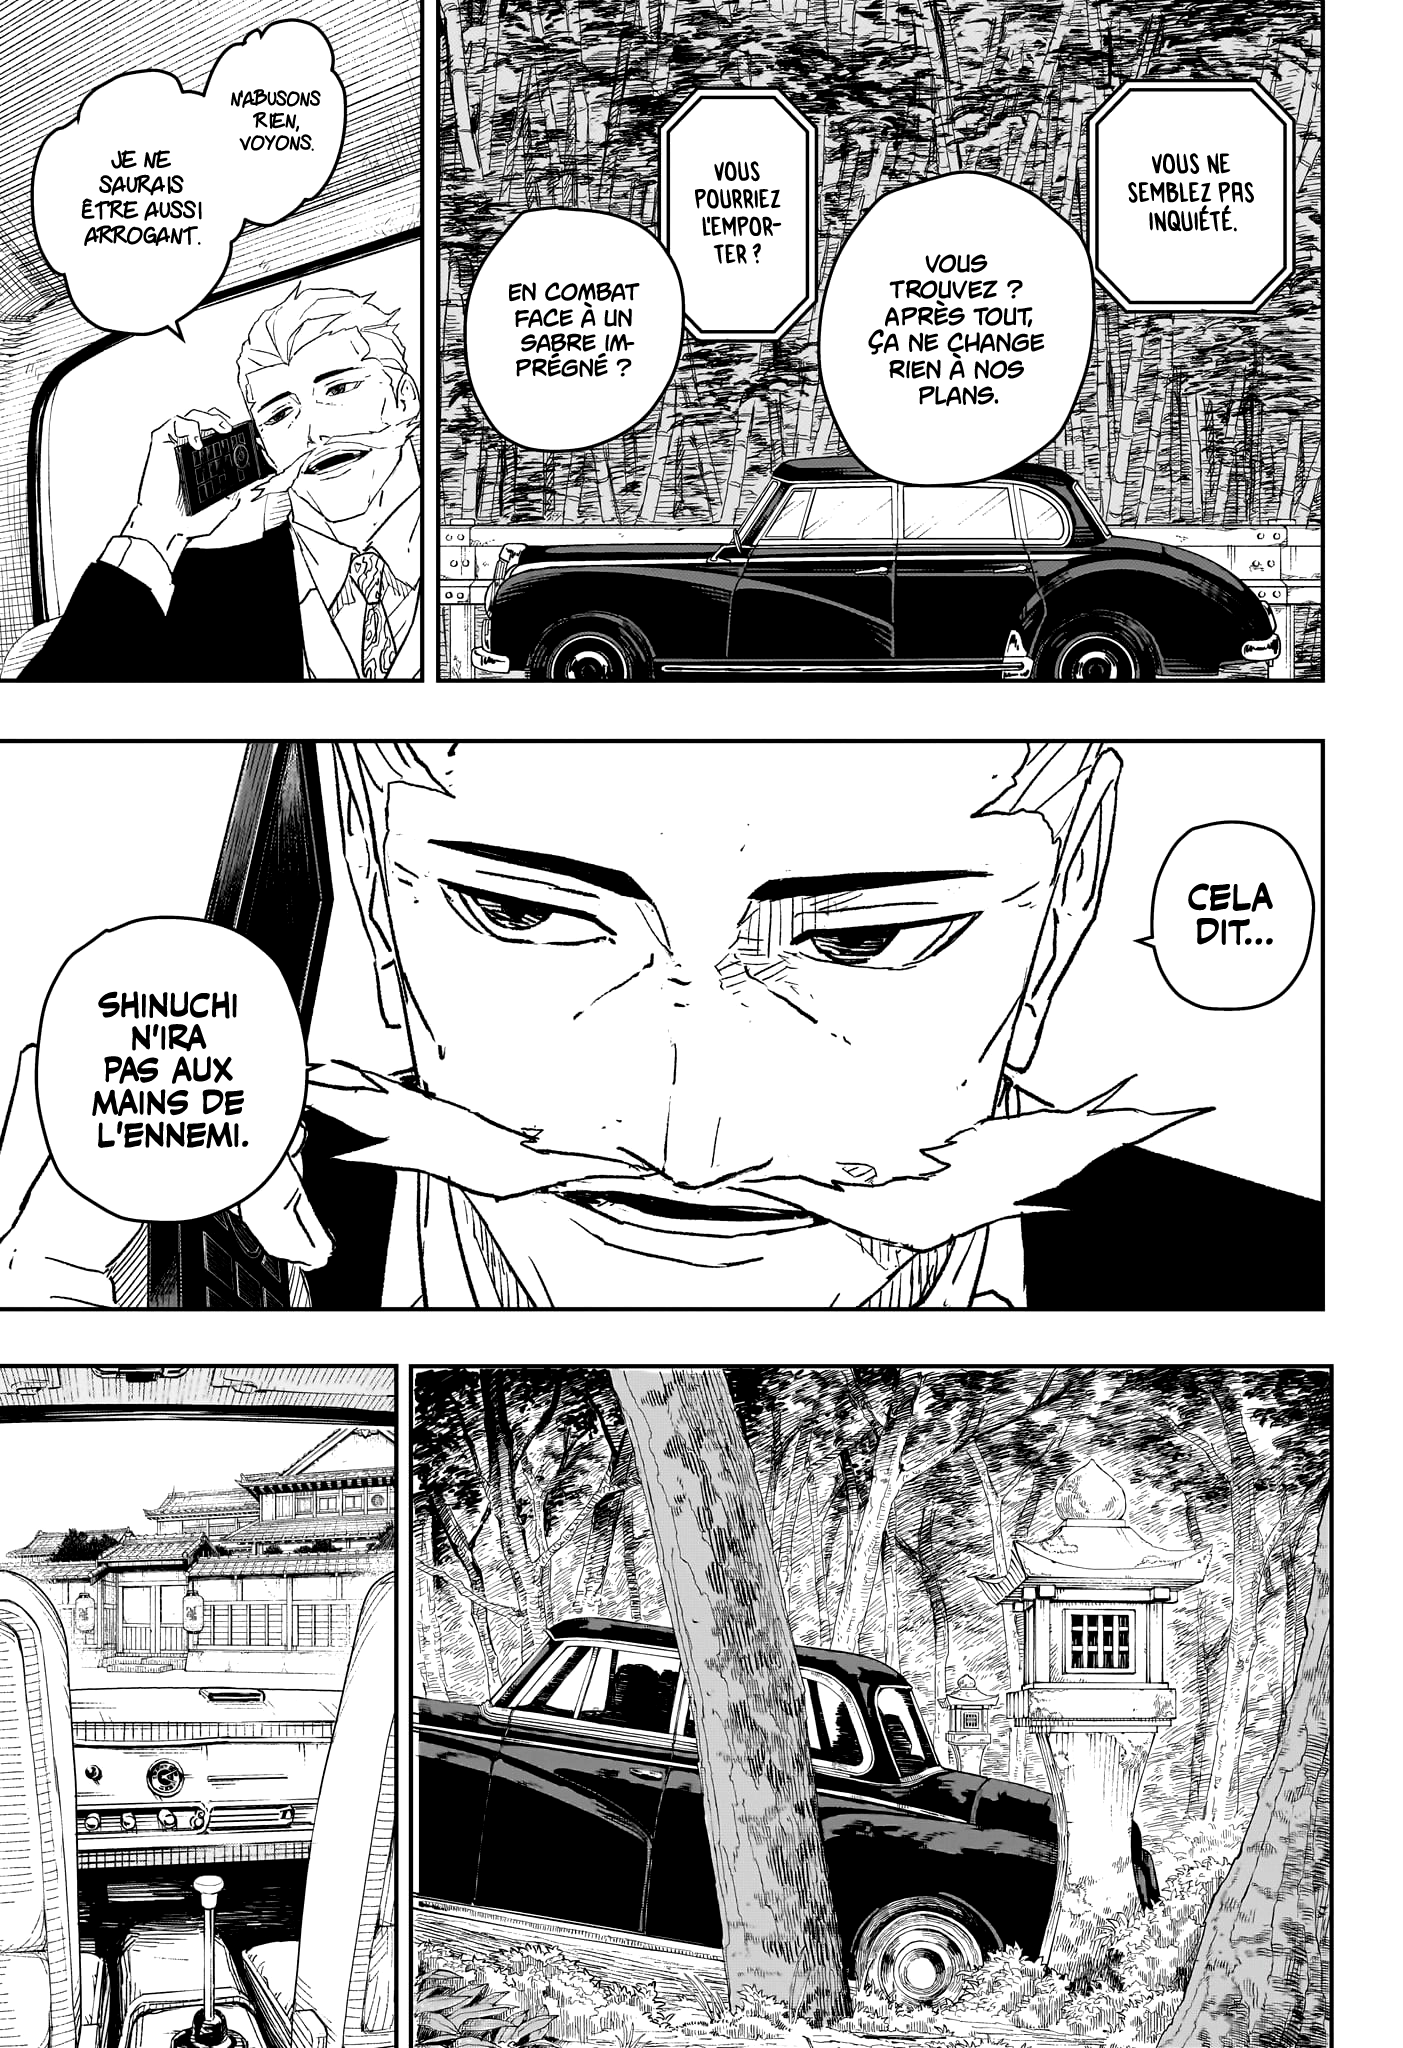 VOUS NE
SEMBLEZ PAS
INQUIÉTÉ.
VOUS
TROUVEZ ?
APRÈS TOUT,
ÇA NE CHANGE
RIEN À NOS
PLANS.
VOUS
POURRIEZ
L'EMPOR-
TER ?
EN COMBAT
FACE À UN
SABRE IM-
PRÉGNÉ ?
N'ABUSONS
RIEN,
VOYONS.
JE NE
SAURAIS
ÊTRE AUSSI
ARROGANT.
CELA
DIT...
SHINUCHI
N'IRA
PAS AUX
MAINS DE
L'ENNEMI.